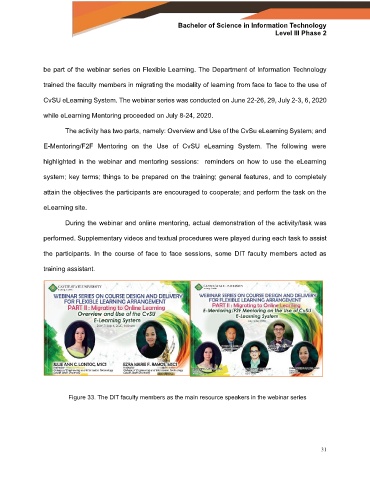 Bachelor of Science in Information Technology
Level III Phase 2
be part of the webinar series on Flexible Learning. The Department of Information Technology
trained the faculty members in migrating the modality of learning from face to face to the use of
CvSU eLearning System. The webinar series was conducted on June 22-26, 29, July 2-3, 6, 2020
while eLearning Mentoring proceeded on July 8-24, 2020.
The activity has two parts, namely: Overview and Use of the CvSu eLearning System; and
E-Mentoring/F2F Mentoring on the Use of CvSU eLearning System. The following were
highlighted in the webinar and mentoring sessions: reminders on how to use the eLearning
system; key terms; things to be prepared on the training; general features, and to completely
attain the objectives the participants are encouraged to cooperate; and perform the task on the
eLearning site.
During the webinar and online mentoring, actual demonstration of the activity/task was
performed. Supplementary videos and textual procedures were played during each task to assist
the participants. In the course of face to face sessions, some DIT faculty members acted as
training assistant.
CAVITE STATE UNIVERSITY
WEBINAR SERIES ON COURSE DESIGN AND DELIVERY
FOR FLEXIBLE LEARNING ARRANGEMENT
PART II: Migrating to Online Learning
Overview and Use of the CvSU
E-Learning System
JULIE ANN C. LONTOC, MSCS
EZRA MARIE F. RAMOS, MSCS
WEBINAR SERIES ON COURSE DESIGN AND DELIVERY
FOR FLEXIBLE LEARNING ARRANGEMENT
PART II: Migrating to Online Learning
E-Mentoring/F2F Mentoring on the Use of CvSU
E-Learning System
Figure 33. The DIT faculty members as the main resource speakers in the webinar series
31